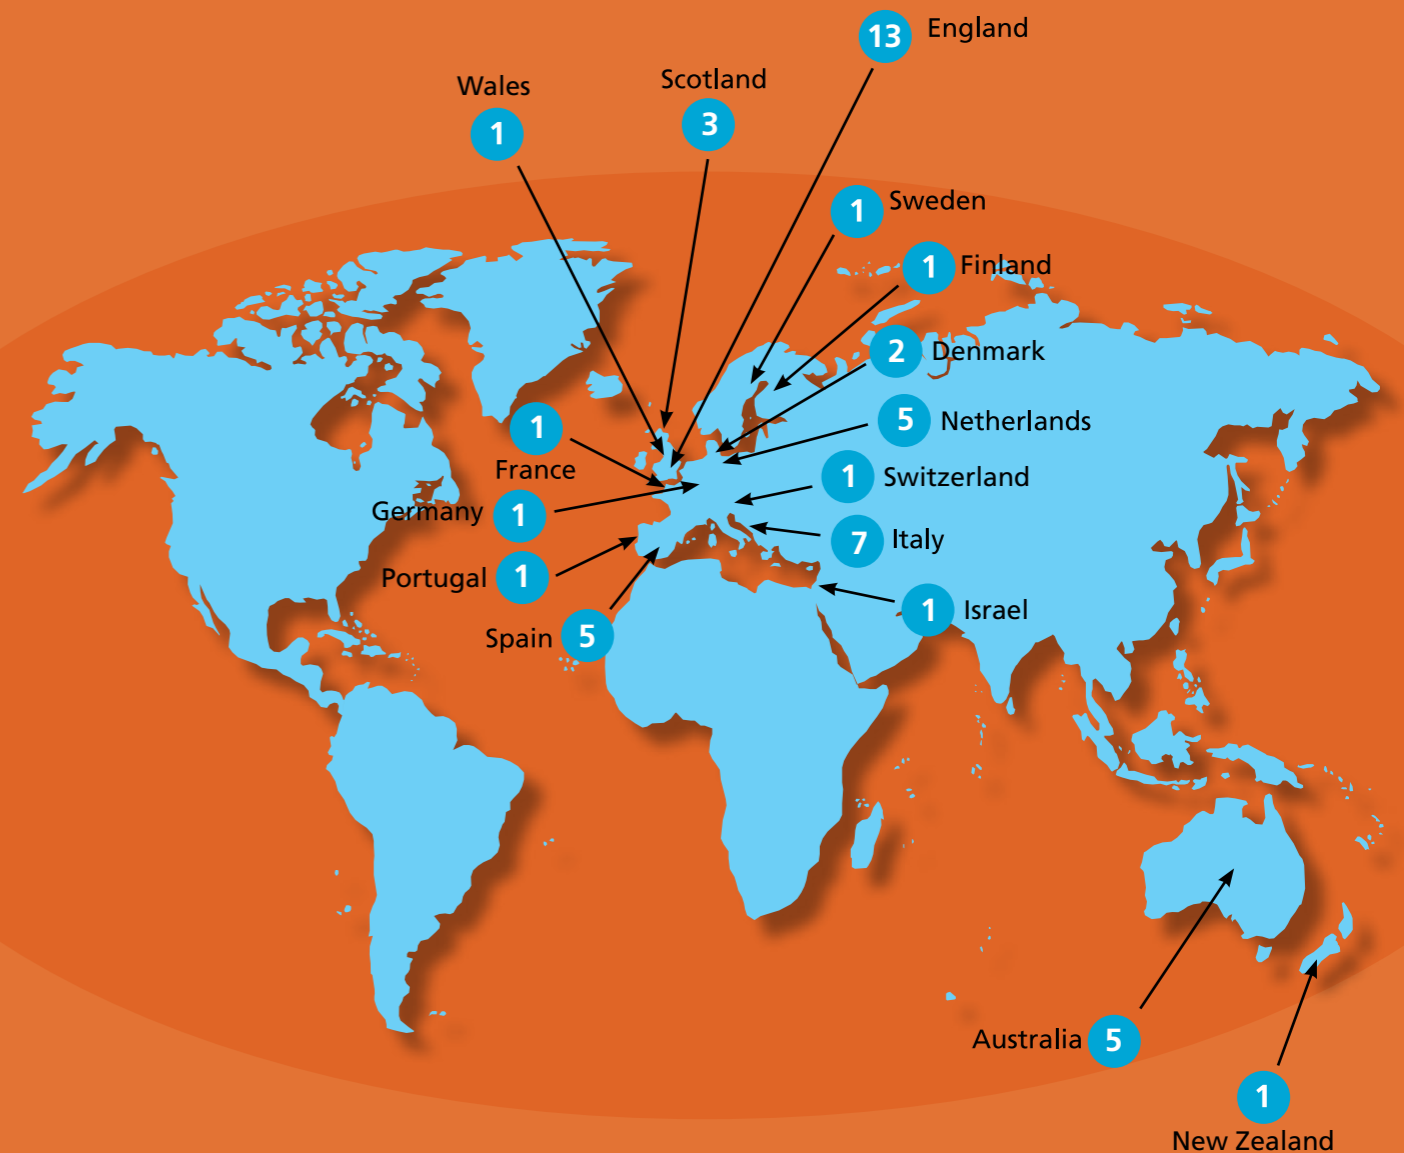 13 England
Wales
1
Scotland
3
1 Sweden
1 Finland
2 Denmark
1
France
5 Netherlands
1 Switzerland
Germany 1
7 Italy
Portugal 1
1 Israel
Spain 5
Australia 5
1
New Zealand